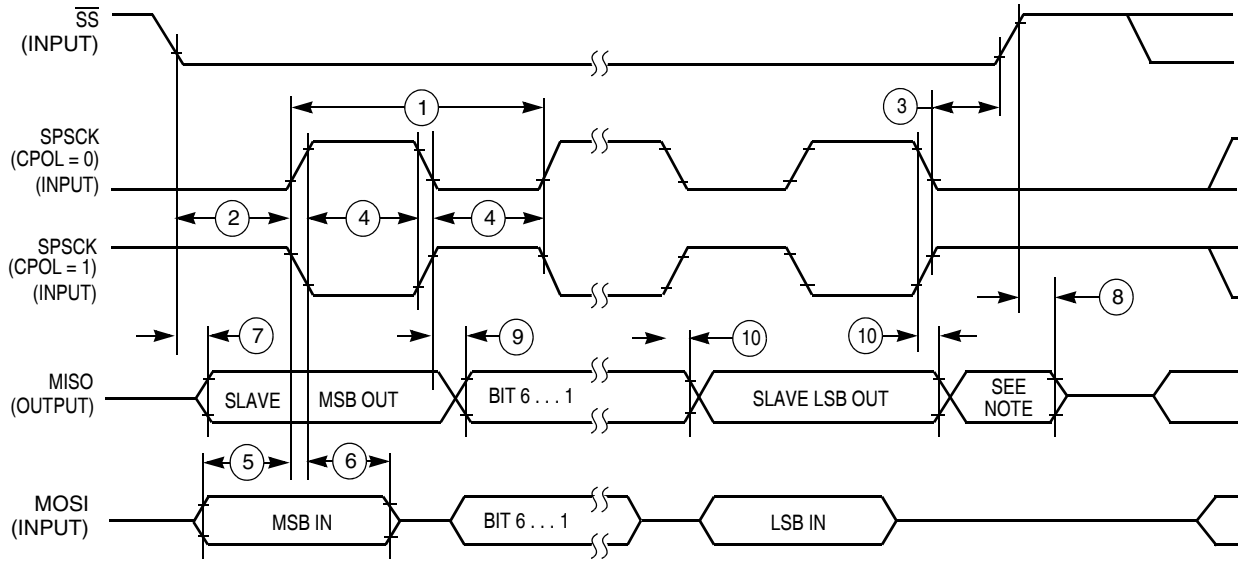 SS
(INPUT)
1
3
SPSCK
(CPOL = 0)
(INPUT)
2
4
4
SPSCK
(CPOL = 1)
(INPUT)
7
9
10
10
8
MISO
(OUTPUT)
SLAVE
MSB OUT
BIT 6 . . . 1
SLAVE LSB OUT
SEE
NOTE
5
6
MOSI
(INPUT)
MSB IN
BIT 6 . . . 1
LSB IN